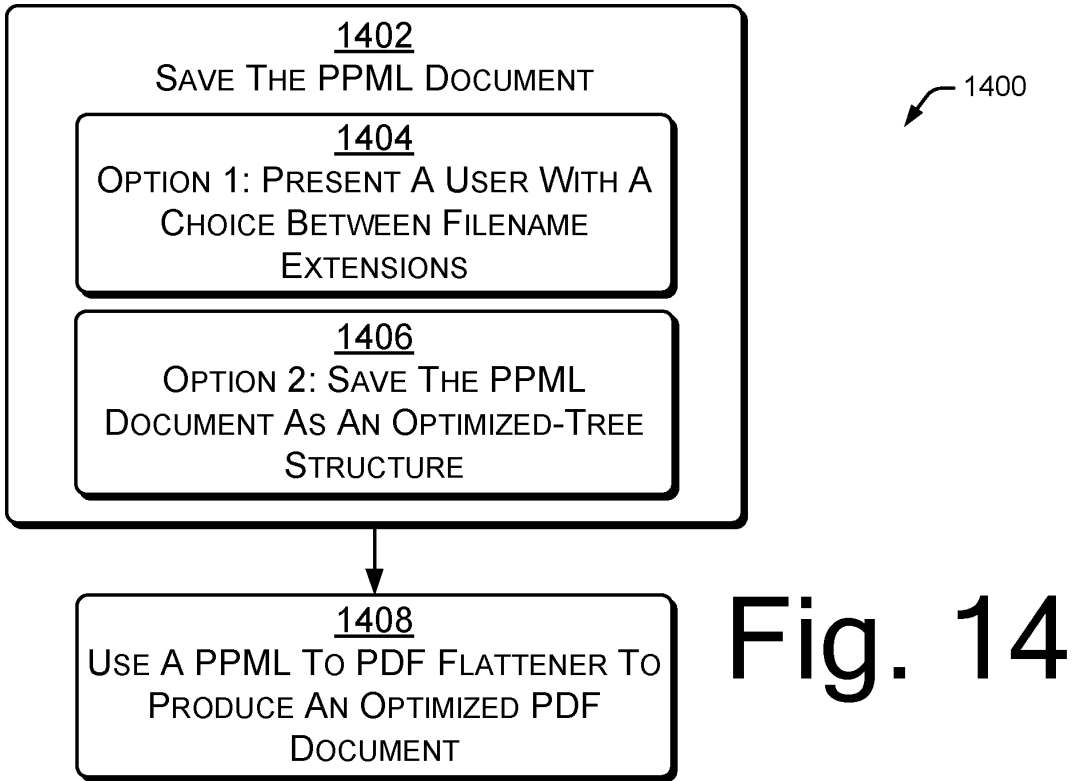 1402
SAVE THE PPML DOCUMENT
1400
1404
OPTION 1: PRESENT A USER WITH A
CHOICE BETWEEN FILENAME
EXTENSIONS
1406
OPTION 2: SAVE THE PPML
DOCUMENT AS AN OPTIMIZED-TREE
STRUCTURE
1408
USE A PPML TO PDF FLATTENER TO
PRODUCE AN OPTIMIZED PDF
DOCUMENT
Fig. 14